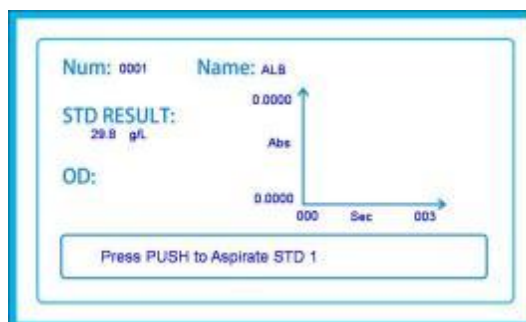 Num: 0001 Name: ALB
STD RESULT:
29.8 g/L
OD:
0.0000
Abs
0.0000
000 Sec 003
Press PUSH to Aspirate STD 1